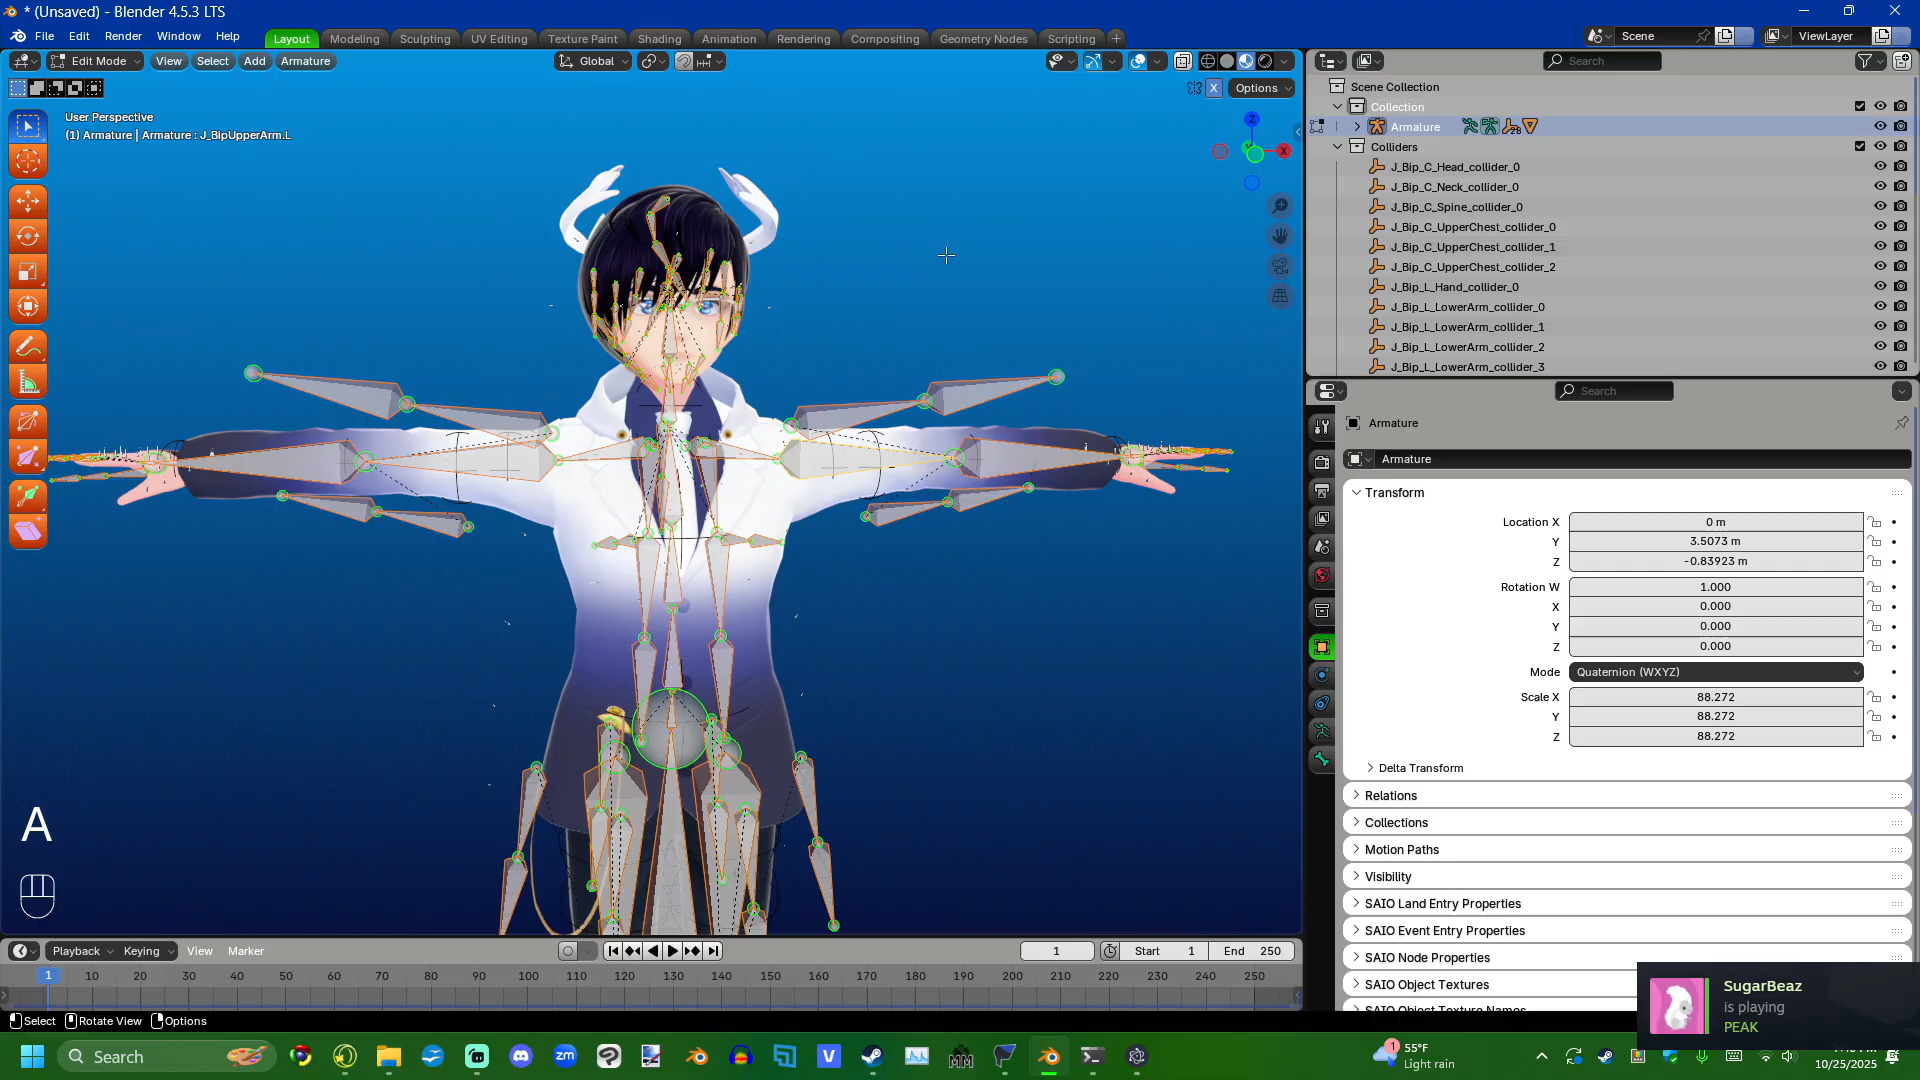 * (Unsaved) - Blender 4.5.3 LTS
File Edit Render Window Help
Layout Modeling Sculpting UV Editing Texture Paint Shading Animation Rendering Compositing Geometry Nodes Scripting
Scene
ViewLayer
Edit Mode View Select Add Armature
Global
Search
X Options
User Perspective
(1) Armature | Armature : J_BipUpperArm.L
Z
X
Scene Collection
Collection
Armature
Colliders
J_Bip_C_Head_collider_0
J_Bip_C_Neck_collider_0
J_Bip_C_Spine_collider_0
J_Bip_C_UpperChest_collider_0
J_Bip_C_UpperChest_collider_1
J_Bip_C_UpperChest_collider_2
J_Bip_L_Hand_collider_0
J_Bip_L_LowerArm_collider_0
J_Bip_L_LowerArm_collider_1
J_Bip_L_LowerArm_collider_2
J_Bip_L_LowerArm_collider_3
Search
Armature
Armature
Transform
Location X 0 m
Y 3.5073 m
Z -0.83923 m
Rotation W 1.000
X 0.000
Y 0.000
Z 0.000
Mode Quaternion (WXYZ)
Scale X 88.272
Y 88.272
Z 88.272
Delta Transform
Relations
Collections
Motion Paths
Visibility
SAIO Land Entry Properties
SAIO Event Entry Properties
SAIO Node Properties
SAIO Object Textures
SAIO Object Texture Names
A
Playback Keying View Marker
1
Start 1
End 250
1 10 20 30 40 50 60 70 80 90 100 110 120 130 140 150 160 170 180 190 200 210 220 230 240 250
Select Rotate View Options
SugarBeaz
is playing
PEAK
Search
1
55°F
Light rain
10/25/2025